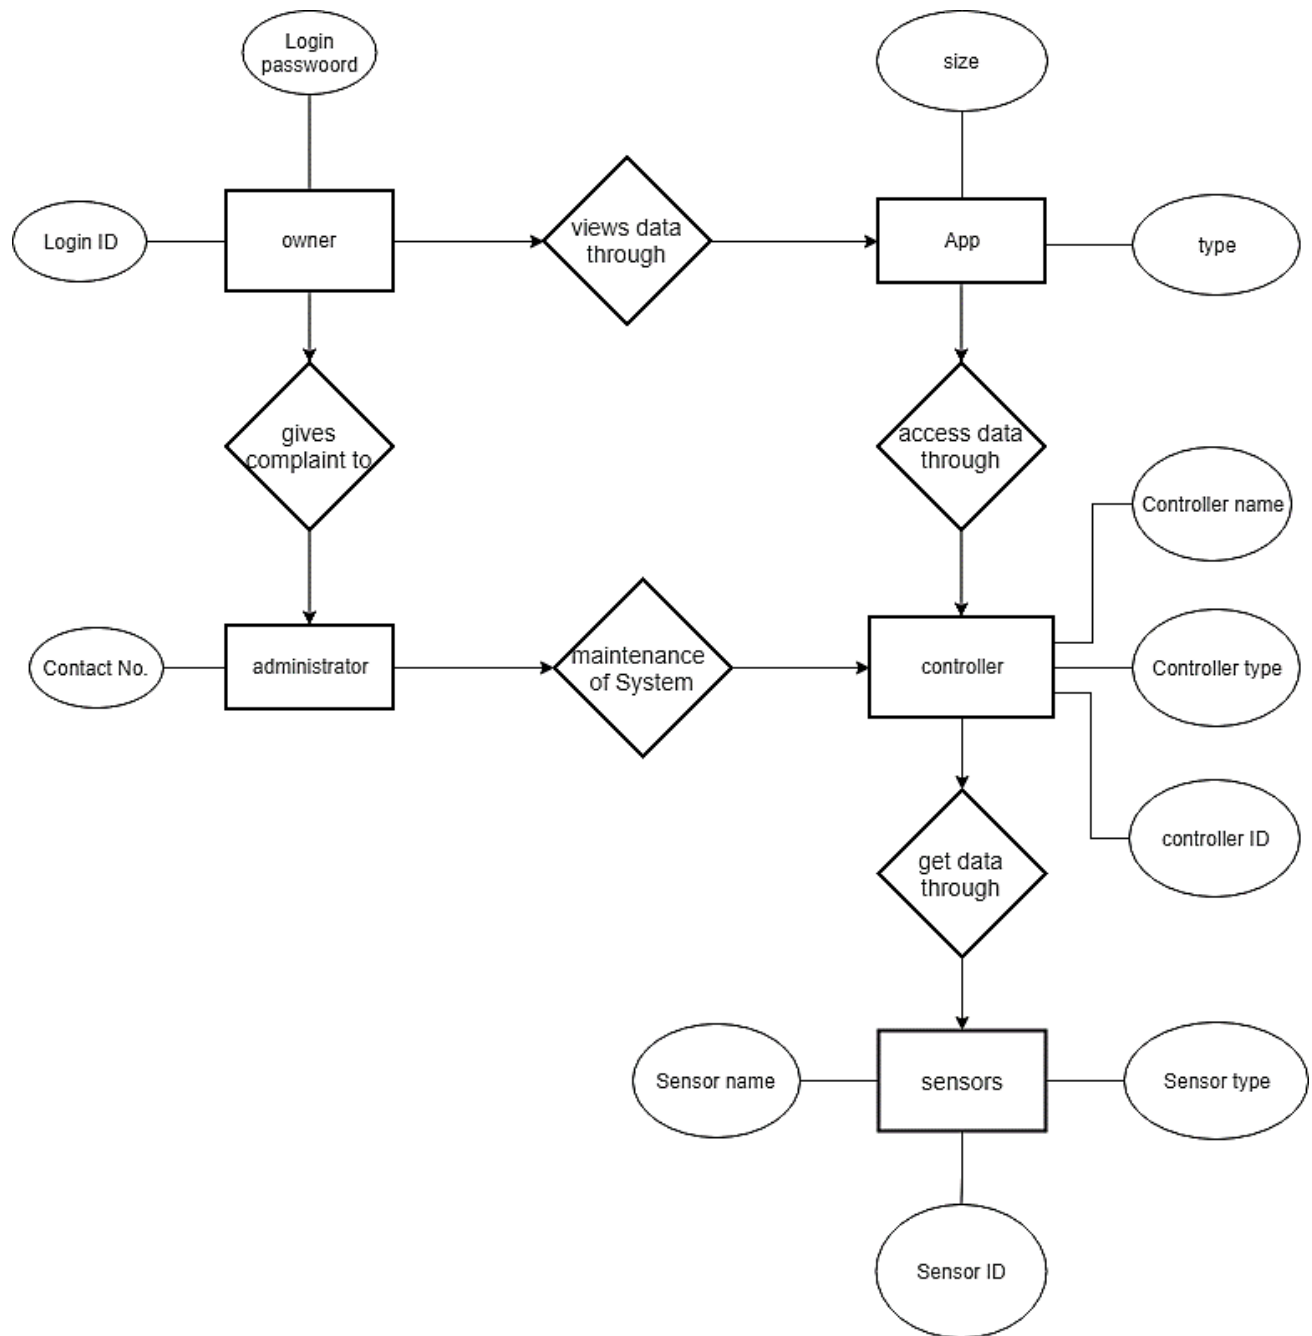 Login
passwoord
size
Login ID
owner
views data
through
App
type
gives
complaint to
access data
through
Controller name
Contact No.
administrator
maintenance
of System
controller
Controller type
controller ID
get data
through
Sensor name
sensors
Sensor type
Sensor ID